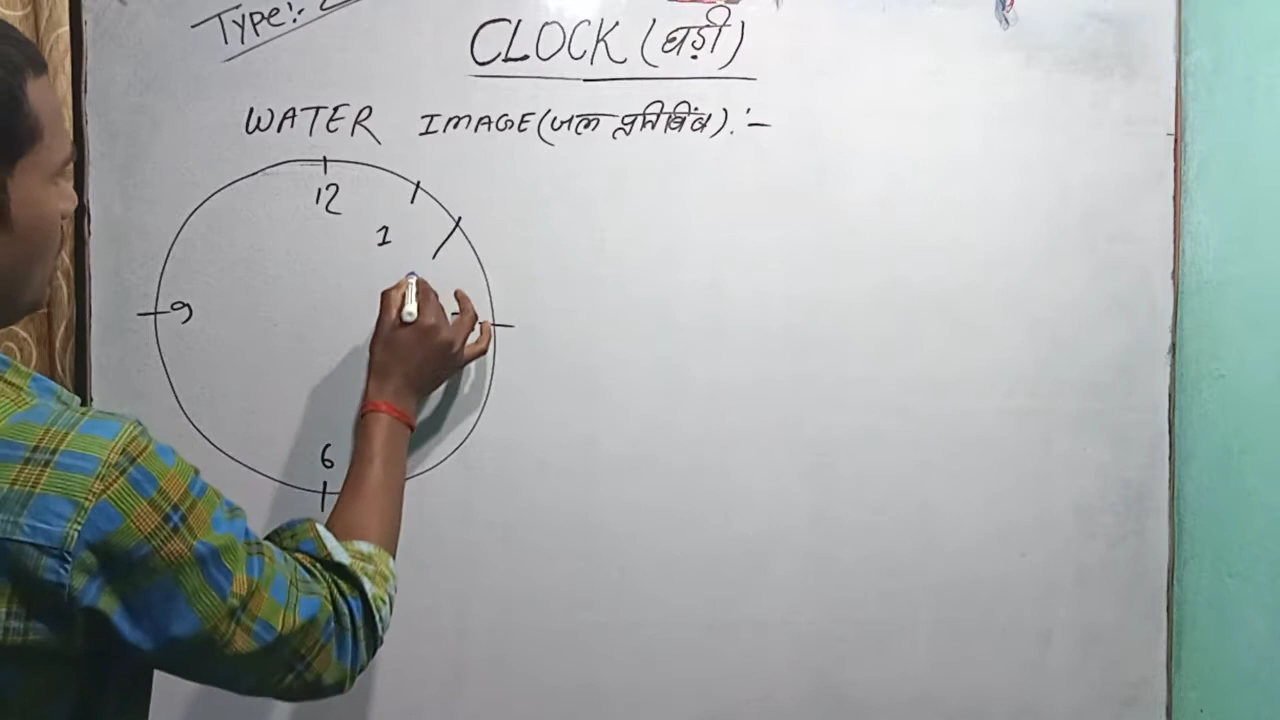 Type:-
CLOCK (घड़ी)
WATER IMAGE (जल प्रतिबिंब) :-
12
1
9
6